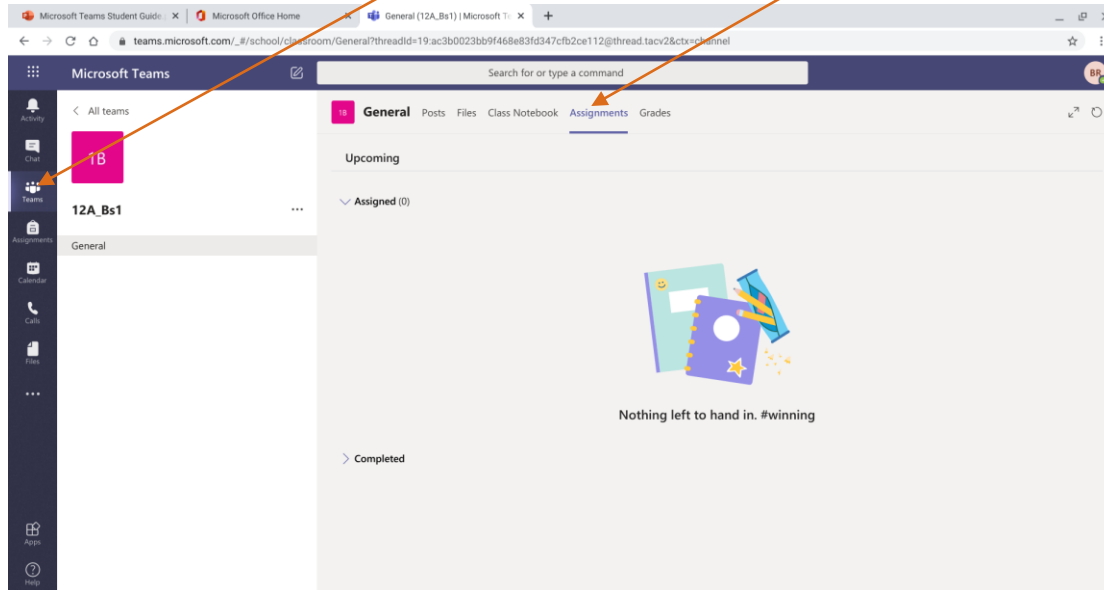 Microsoft Teams Student Guide
Microsoft Office Home
General (12A_Bs1) | Microsoft Te
teams.microsoft.com/_#/school/classroom/General?threadId=19:ac3b0023bb9f468e83fd347cfb2ce112@thread.tacv2&ctx=channel
Microsoft Teams
Search for or type a command
BR
Activity
Chat
Teams
Assignments
Calendar
Calls
Files
Apps
Help
All teams
1B
12A_Bs1
General
1B General Posts Files Class Notebook Assignments Grades
Upcoming
Assigned (0)
Nothing left to hand in. #winning
Completed